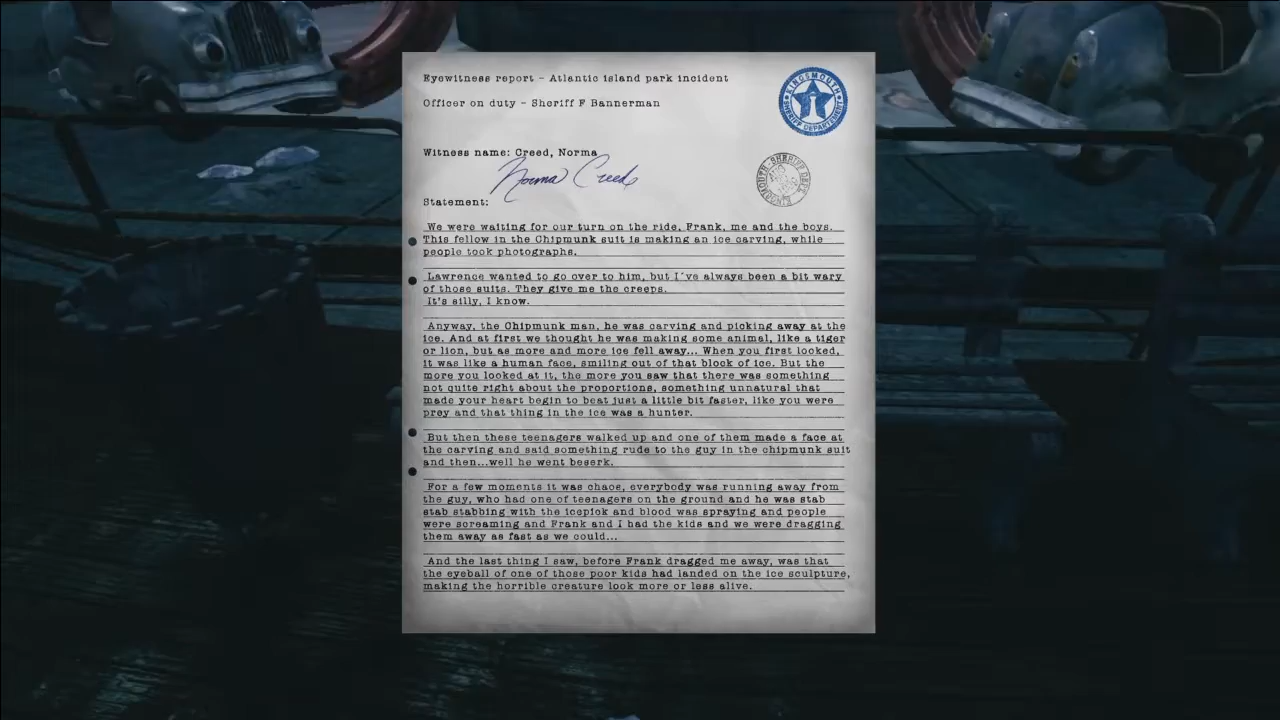 Eyewitness report - Atlantic island park incident
KINGSMOUTH
SHERIFF DEPARTEMENT
Officer on duty - Sheriff F Bannerman
Witness name: Creed, Norma
Norma Creed
Statement:
We were waiting for our turn on the ride, Frank, me and the boys.
This fellow in the Chipmunk suit is making an ice carving, while
people took photographs.
Lawrence wanted to go over to him, but I've always been a bit wary
of those suits. They give me the creeps.
It's silly, I know.
Anyway, the Chipmunk man, he was carving and picking away at the
ice. And at first we thought he was making some animal, like a tiger
or lion, but as more and more ice fell away... When you first looked,
it was like a human face, smiling out of that block of ice. But the
more you looked at it, the more you saw that there was something
not quite right about the proportions, something unnatural that
made your heart begin to beat just a little bit faster, like you were
prey and that thing in the ice was a hunter.
But then these teenagers walked up and one of them made a face at
the carving and said something rude to the guy in the chipmunk suit
and then...well he went beserk.
For a few moments it was chaos, everybody was running away from
the guy, who had one of teenagers on the ground and he was stab
stab stabbing with the icepick and blood was spraying and people
were screaming and Frank and I had the kids and we were dragging
them away as fast as we could...
And the last thing I saw, before Frank dragged me away, was that
the eyeball of one of those poor kids had landed on the ice sculpture,
making the horrible creature look more or less alive.